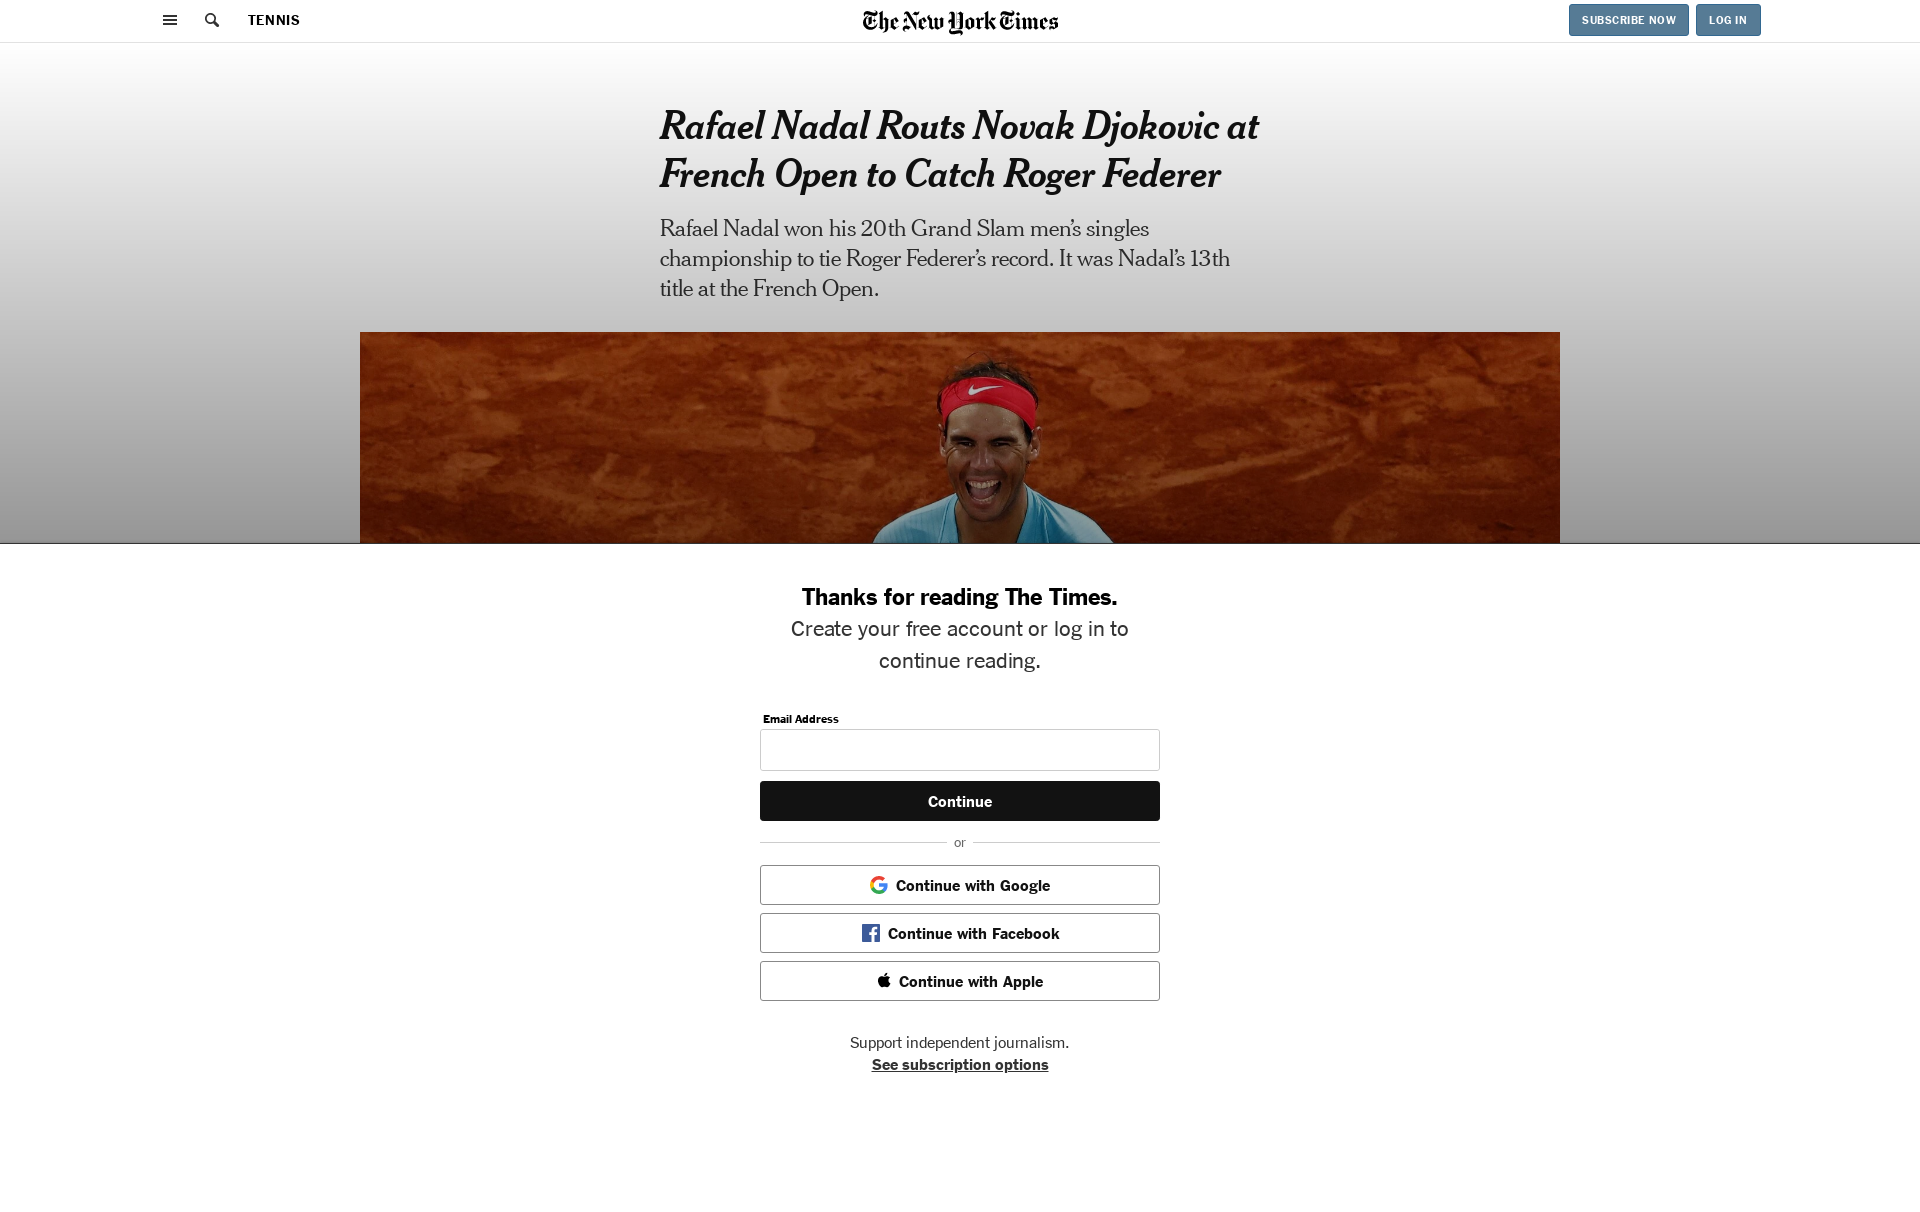 TENNIS
The New York Times
SUBSCRIBE NOW
LOG IN
Rafael Nadal Routs Novak Djokovic at
French Open to Catch Roger Federer
Rafael Nadal won his 20th Grand Slam men’s singles
championship to tie Roger Federer’s record. It was Nadal’s 13th
title at the French Open.
Thanks for reading The Times.
Create your free account or log in to
continue reading.
Email Address
Continue
or
Continue with Google
Continue with Facebook
Continue with Apple
Support independent journalism.
See subscription options